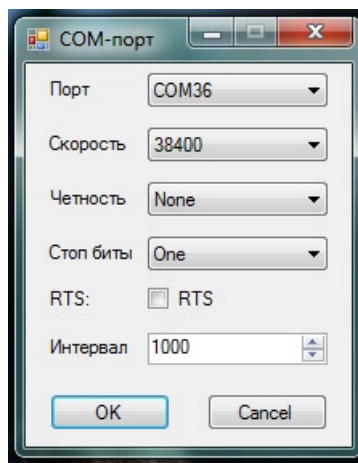 COM-порт
Порт COM36
Скорость 38400
Четность None
Стоп биты One
RTS: RTS
Интервал 1000
OK Cancel